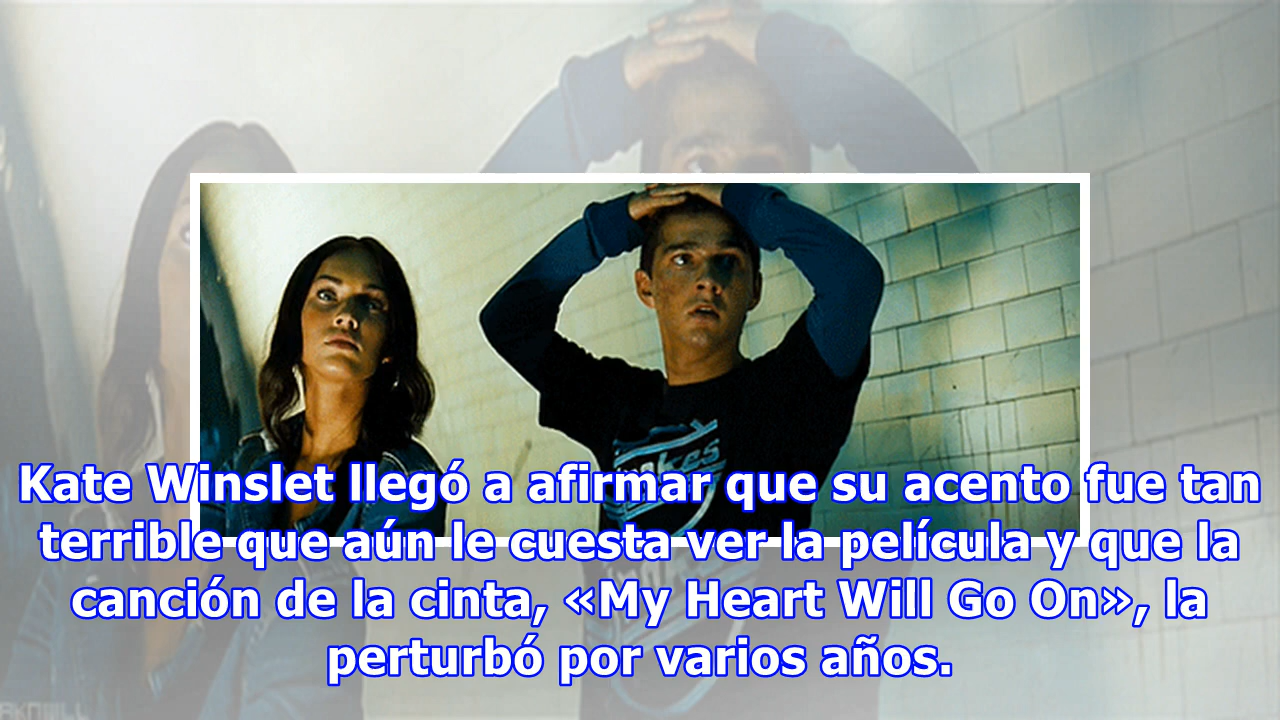 Kate Winslet llegó a afirmar que su acento fue tan
terrible que aún le cuesta ver la película y que la
canción de la cinta, «My Heart Will Go On», la
perturbó por varios años.